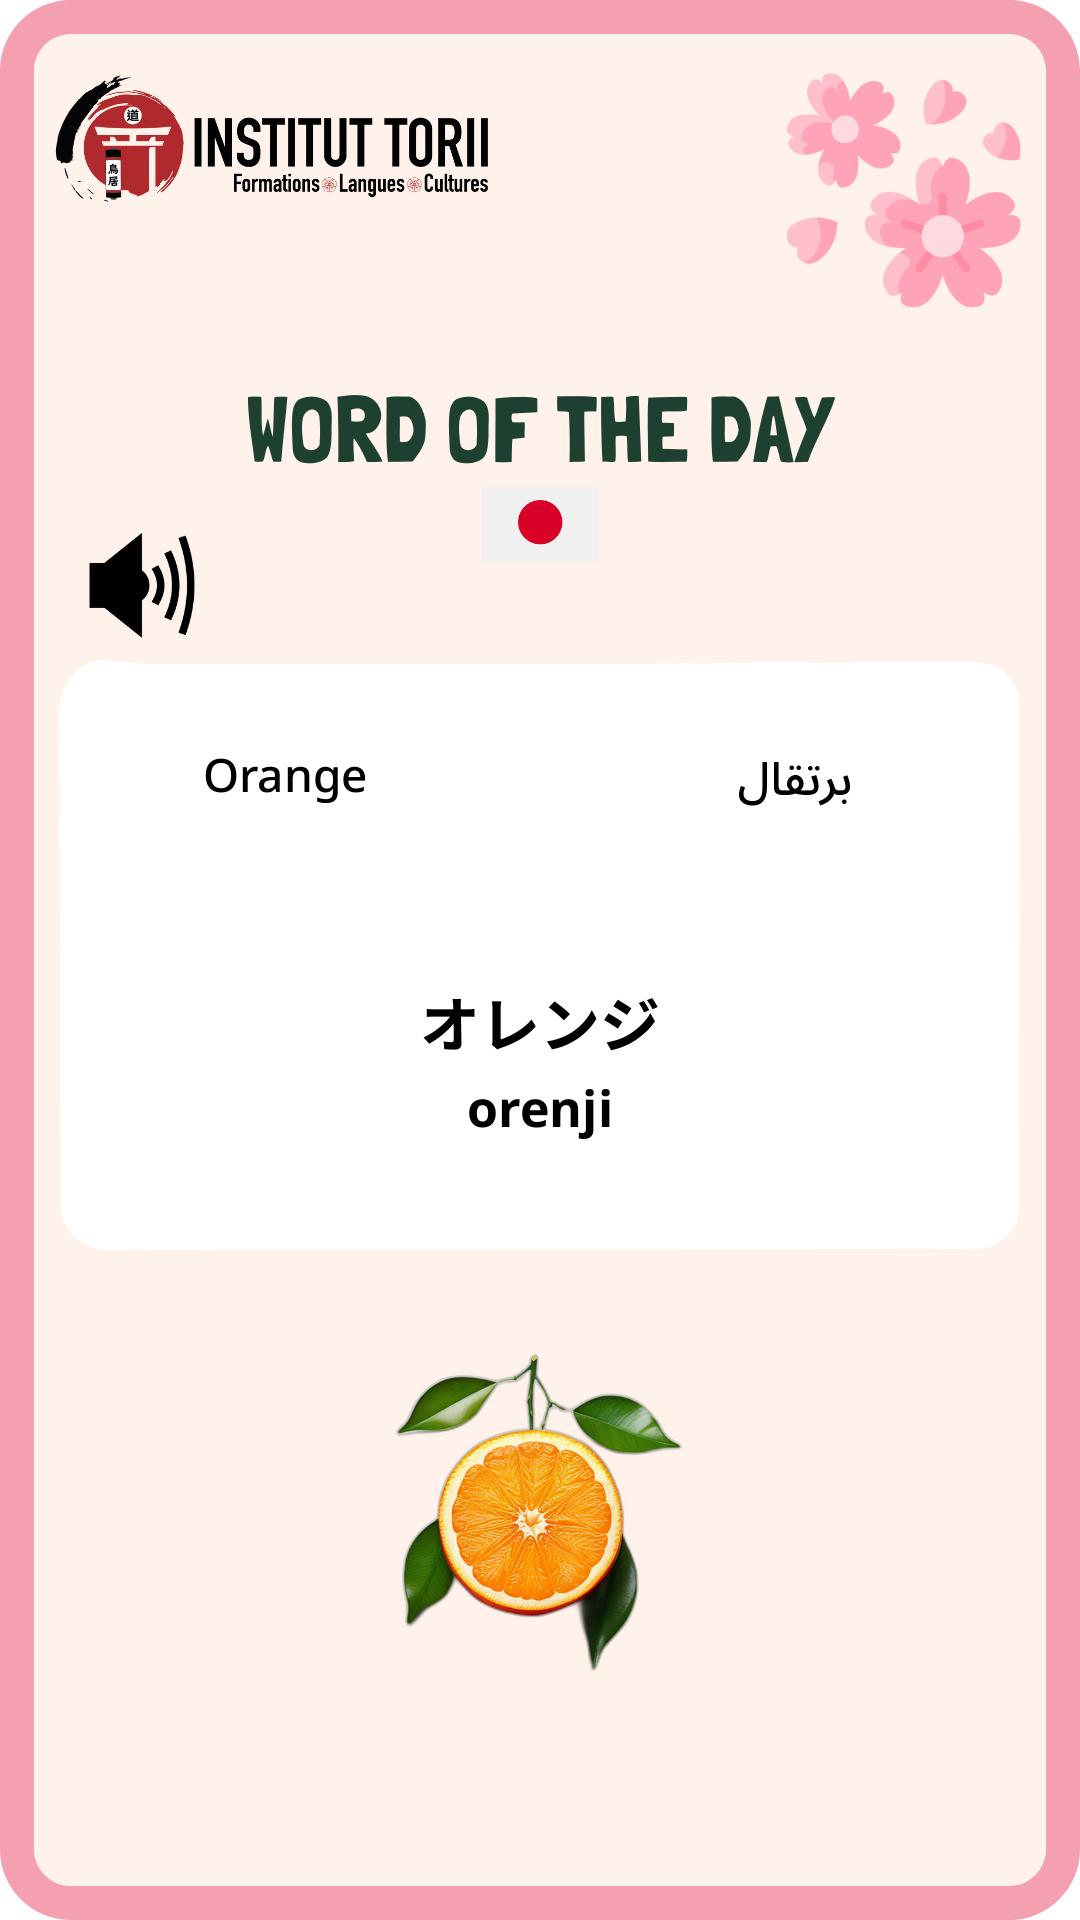 道
鳥居
INSTITUT TORII
Formations Langues Cultures
WORD OF THE DAY
Orange
برتقال
オレンジ
orenji